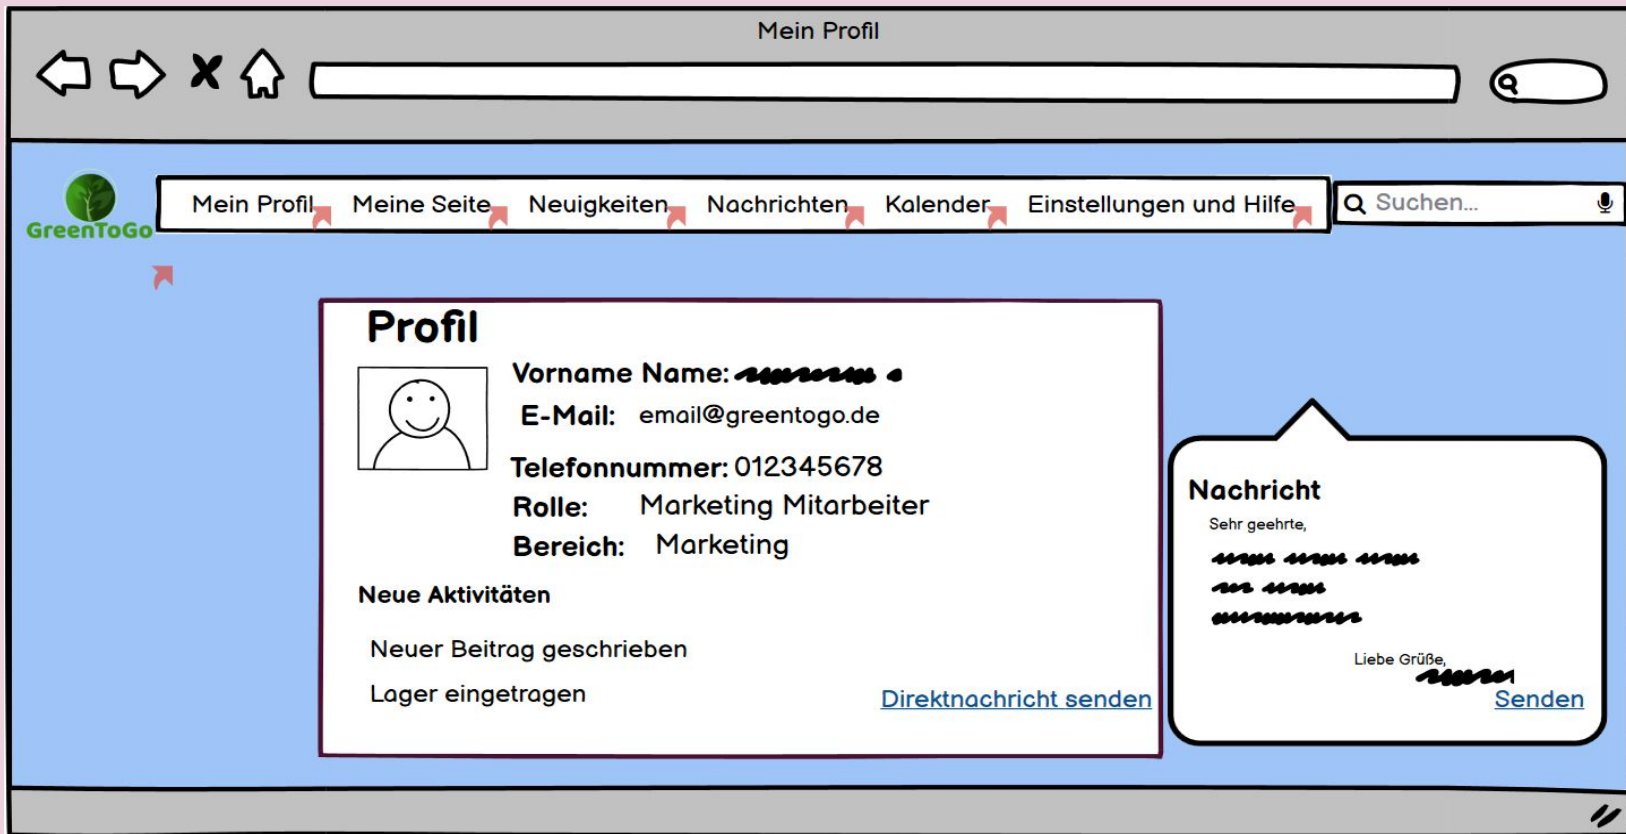 Mein Profil
GreenToGo
Mein Profil Meine Seite Neuigkeiten Nachrichten Kalender Einstellungen und Hilfe
Suchen...
Profil
Vorname Name:
E-Mail: email@greentogo.de
Telefonnummer: 012345678
Rolle: Marketing Mitarbeiter
Bereich: Marketing
Neue Aktivitäten
Neuer Beitrag geschrieben
Lager eingetragen
Direktnachricht senden
Nachricht
Sehr geehrte,
Liebe Grüße,
Senden